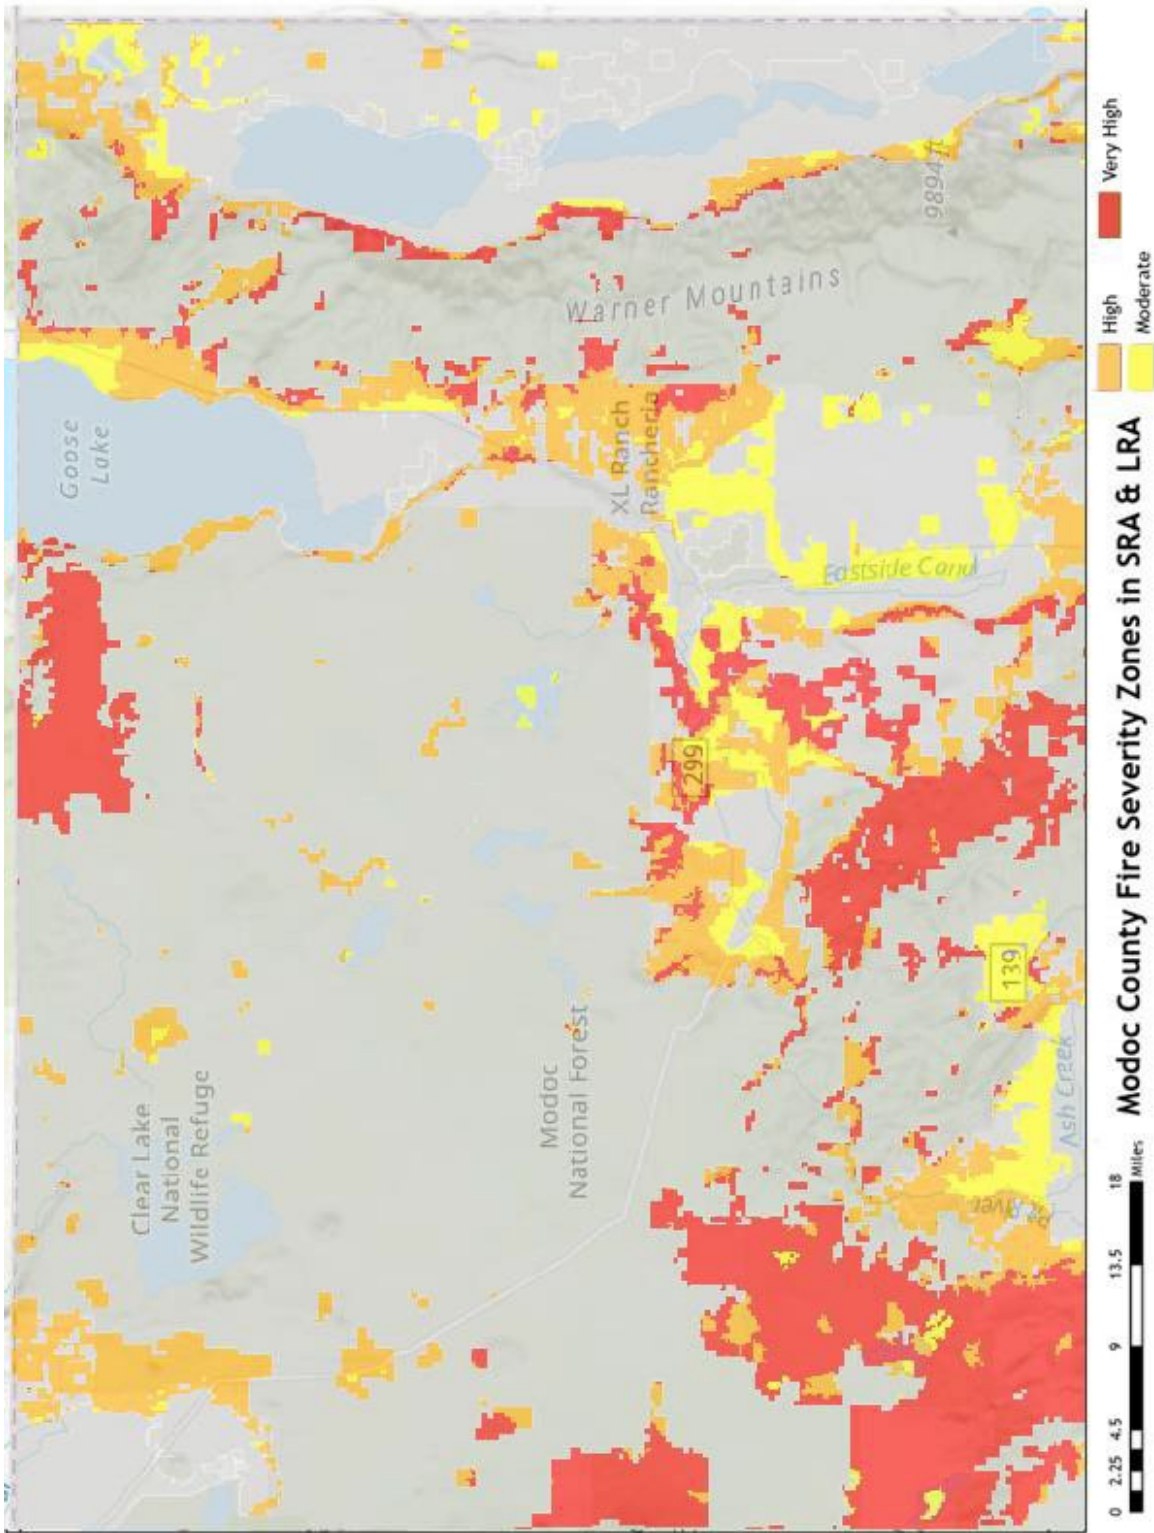 Goose
Lake
Clear Lake
National
Wildlife Refuge
Modoc
National Forest
Warner Mountains
XL Ranch
Rancheria
9894 ft
299
Eastside Canal
139
Ash Creek
Pit River
0 2.25 4.5 9 13.5 18
Miles
Modoc County Fire Severity Zones in SRA & LRA
High
Moderate
Very High